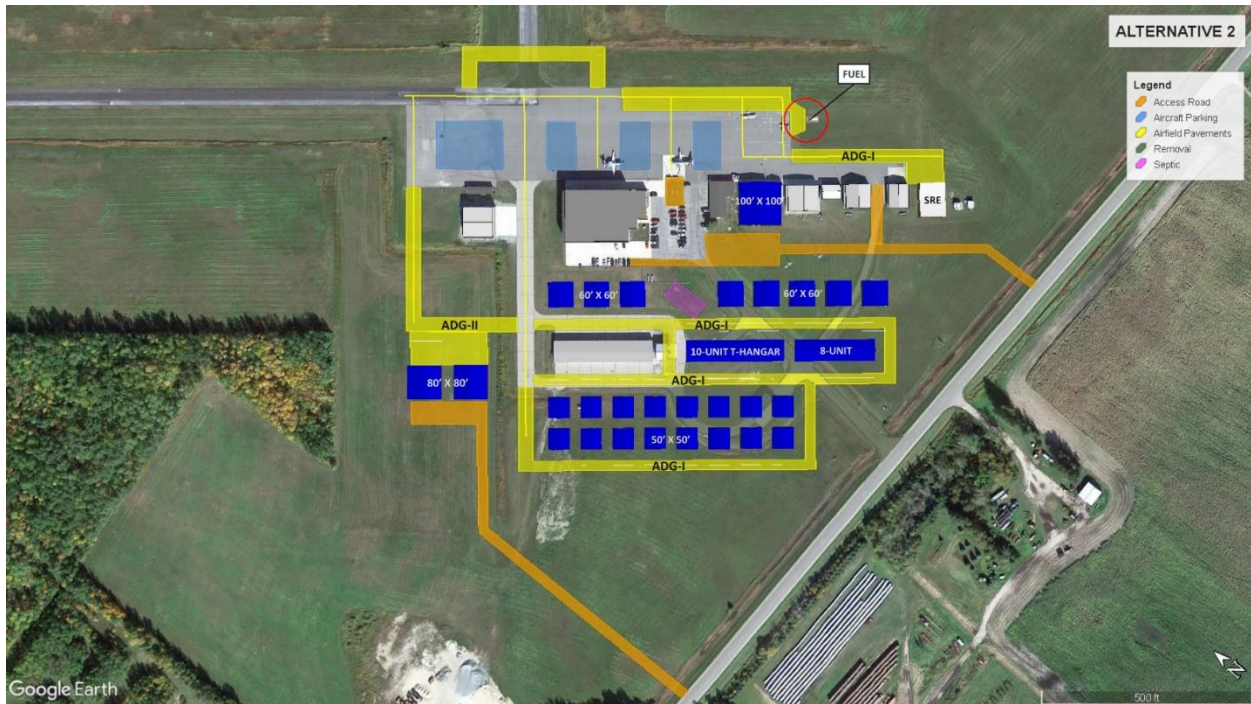 ALTERNATIVE 2
FUEL
Legend
Access Road
Aircraft Parking
Airfield Pavements
Removal
Septic
ADG-I
100' X 100'
SRE
60' X 60'
60' X 60'
ADG-II
ADG-I
10-UNIT T-HANGAR
8-UNIT
80' X 80'
ADG-I
50' X 50'
ADG-I
N
Google Earth
500 ft